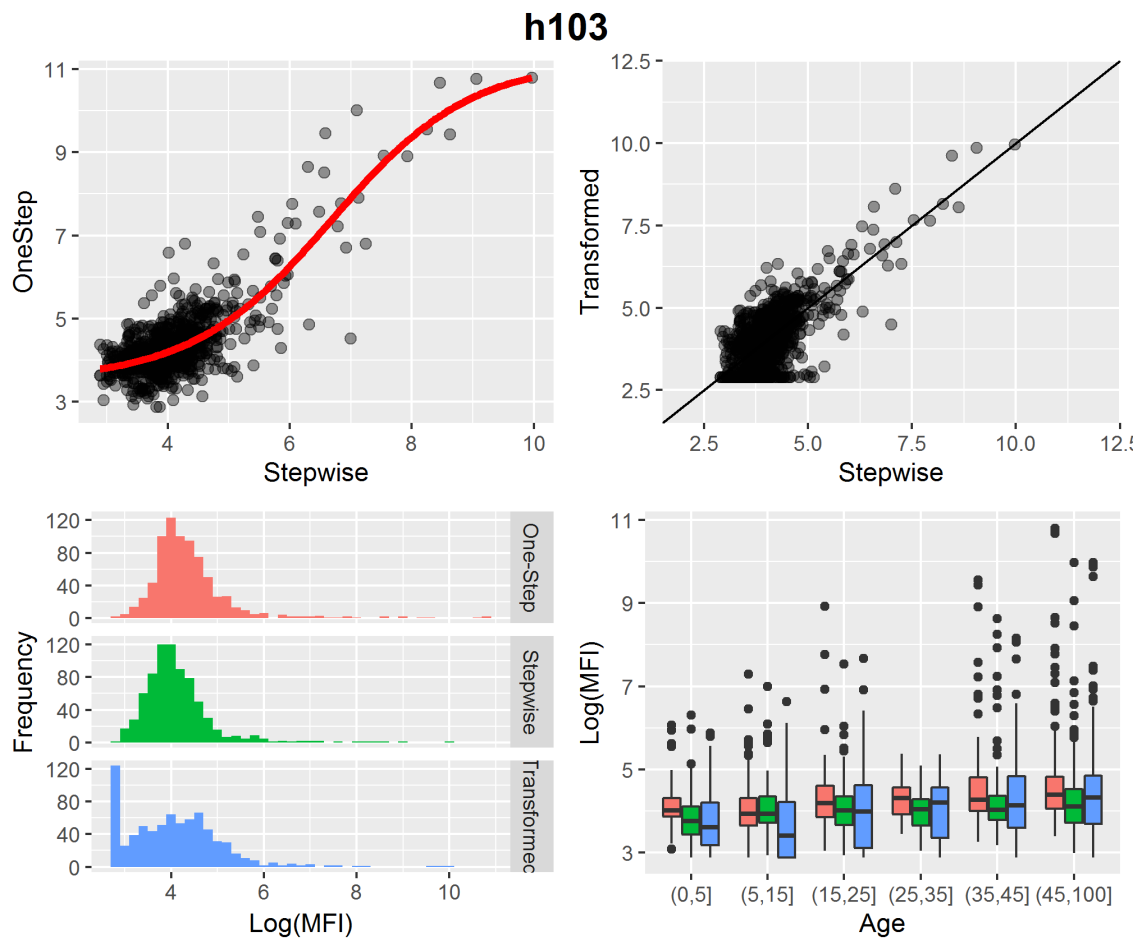 h103
11
9
7
5
3
OneStep
4 6 8 10
Stepwise
12.5
10.0
7.5
5.0
2.5
Transformed
2.5 5.0 7.5 10.0 12.5
Stepwise
120
80
40
0
One-Step
120
80
40
0
Stepwise
120
80
40
0
Transformed
Frequency
4 6 8 10
Log(MFI)
11
9
7
5
3
Log(MFI)
(0,5] (5,15] (15,25] (25,35] (35,45] (45,100]
Age